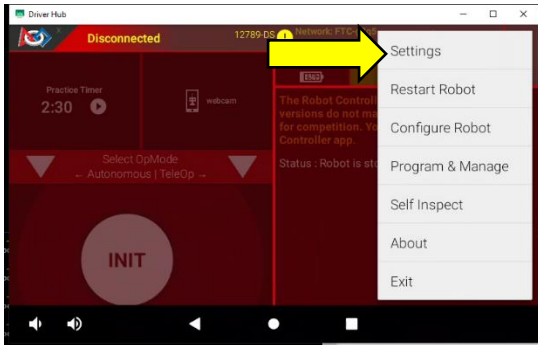 Driver Hub
Disconnected
12789-DS
Network: FTC-
Practice Timer
2:30
webcam
The Robot Controll
versions do not ma
for competition. Yo
Controller app.
Select OpMode
← Autonomous | TeleOp →
Status : Robot is sto
INIT
Settings
Restart Robot
Configure Robot
Program & Manage
Self Inspect
About
Exit